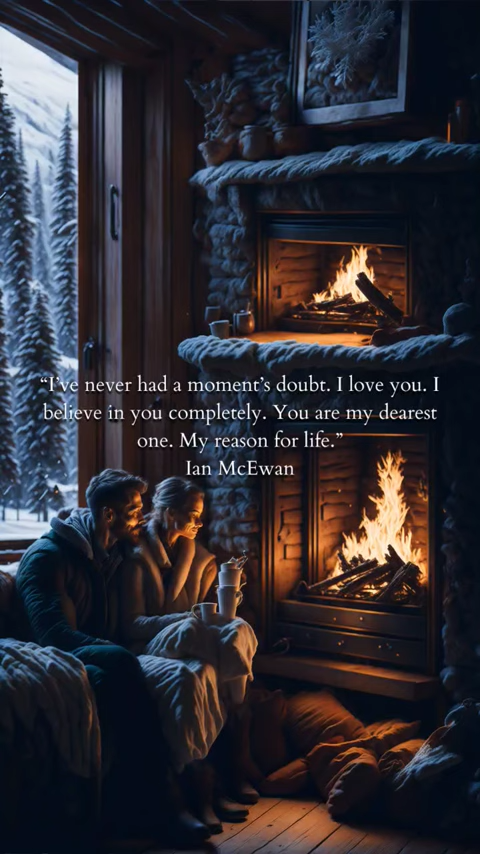 “I’ve never had a moment’s doubt. I love you. I
believe in you completely. You are my dearest
one. My reason for life.”
Ian McEwan